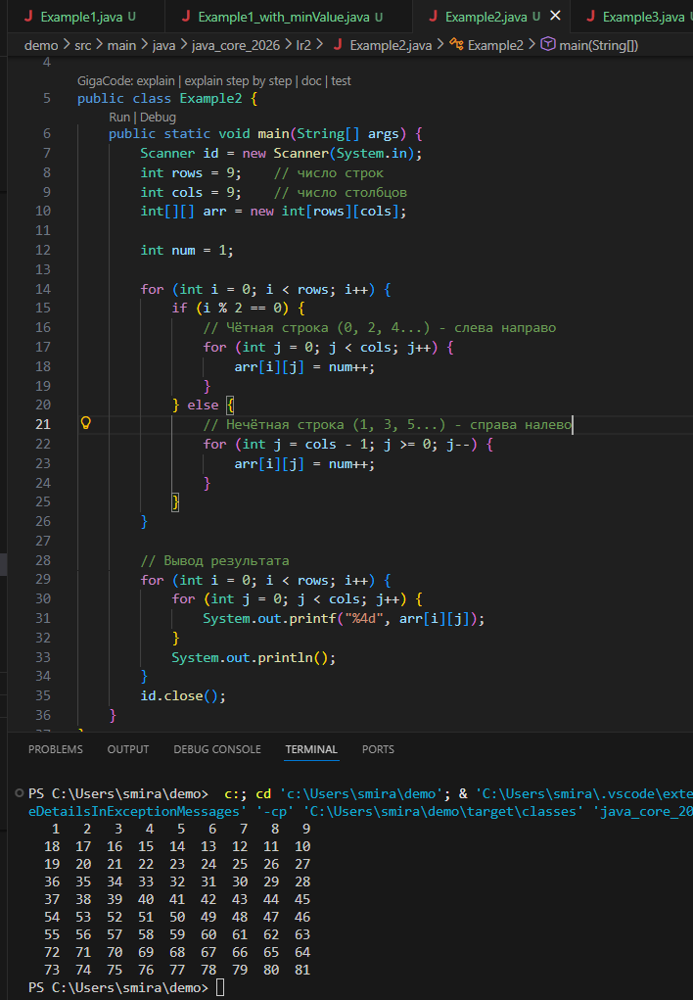 Example1.java U
Example1_with_minValue.java U
Example2.java U
Example3.java U
demo > src > main > java > java_core_2026 > lr2 > Example2.java > Example2 > main(String[])
4
GigaCode: explain | explain step by step | doc | test
5 public class Example2 {
Run | Debug
6 public static void main(String[] args) {
7 Scanner id = new Scanner(System.in);
8 int rows = 9; // число строк
9 int cols = 9; // число столбцов
10 int[][] arr = new int[rows][cols];
11
12 int num = 1;
13
14 for (int i = 0; i < rows; i++) {
15 if (i % 2 == 0) {
16 // Чётная строка (0, 2, 4...) - слева направо
17 for (int j = 0; j < cols; j++) {
18 arr[i][j] = num++;
19 }
20 } else {
21 // Нечётная строка (1, 3, 5...) - справа налево
22 for (int j = cols - 1; j >= 0; j--) {
23 arr[i][j] = num++;
24 }
25 }
26 }
27
28 // Вывод результата
29 for (int i = 0; i < rows; i++) {
30 for (int j = 0; j < cols; j++) {
31 System.out.printf("%4d", arr[i][j]);
32 }
33 System.out.println();
34 }
35 id.close();
36 }
PROBLEMS OUTPUT DEBUG CONSOLE TERMINAL PORTS
PS C:\Users\smira\demo> c:; cd 'c:\Users\smira\demo'; & 'C:\Users\smira\.vscode\exte
eDetailsInExceptionMessages' '-cp' 'C:\Users\smira\demo\target\classes' 'java_core_20
1 2 3 4 5 6 7 8 9
18 17 16 15 14 13 12 11 10
19 20 21 22 23 24 25 26 27
36 35 34 33 32 31 30 29 28
37 38 39 40 41 42 43 44 45
54 53 52 51 50 49 48 47 46
55 56 57 58 59 60 61 62 63
72 71 70 69 68 67 66 65 64
73 74 75 76 77 78 79 80 81
PS C:\Users\smira\demo>